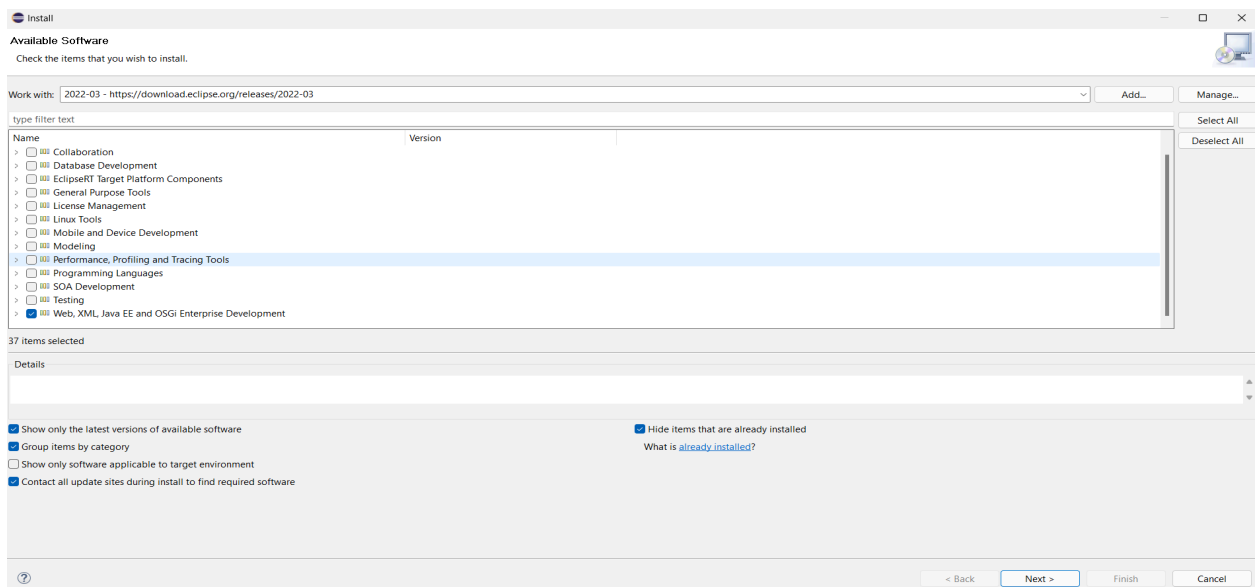 Install
Available Software
Check the items that you wish to install.
Work with: 2022-03 - https://download.eclipse.org/releases/2022-03 Add... Manage...
type filter text Select All
Name Version Deselect All
Collaboration
Database Development
EclipseRT Target Platform Components
General Purpose Tools
License Management
Linux Tools
Mobile and Device Development
Modeling
Performance, Profiling and Tracing Tools
Programming Languages
SOA Development
Testing
Web, XML, Java EE and OSGi Enterprise Development
37 items selected
Details
Show only the latest versions of available software Hide items that are already installed
Group items by category What is already installed?
Show only software applicable to target environment
Contact all update sites during install to find required software
? < Back Next > Finish Cancel